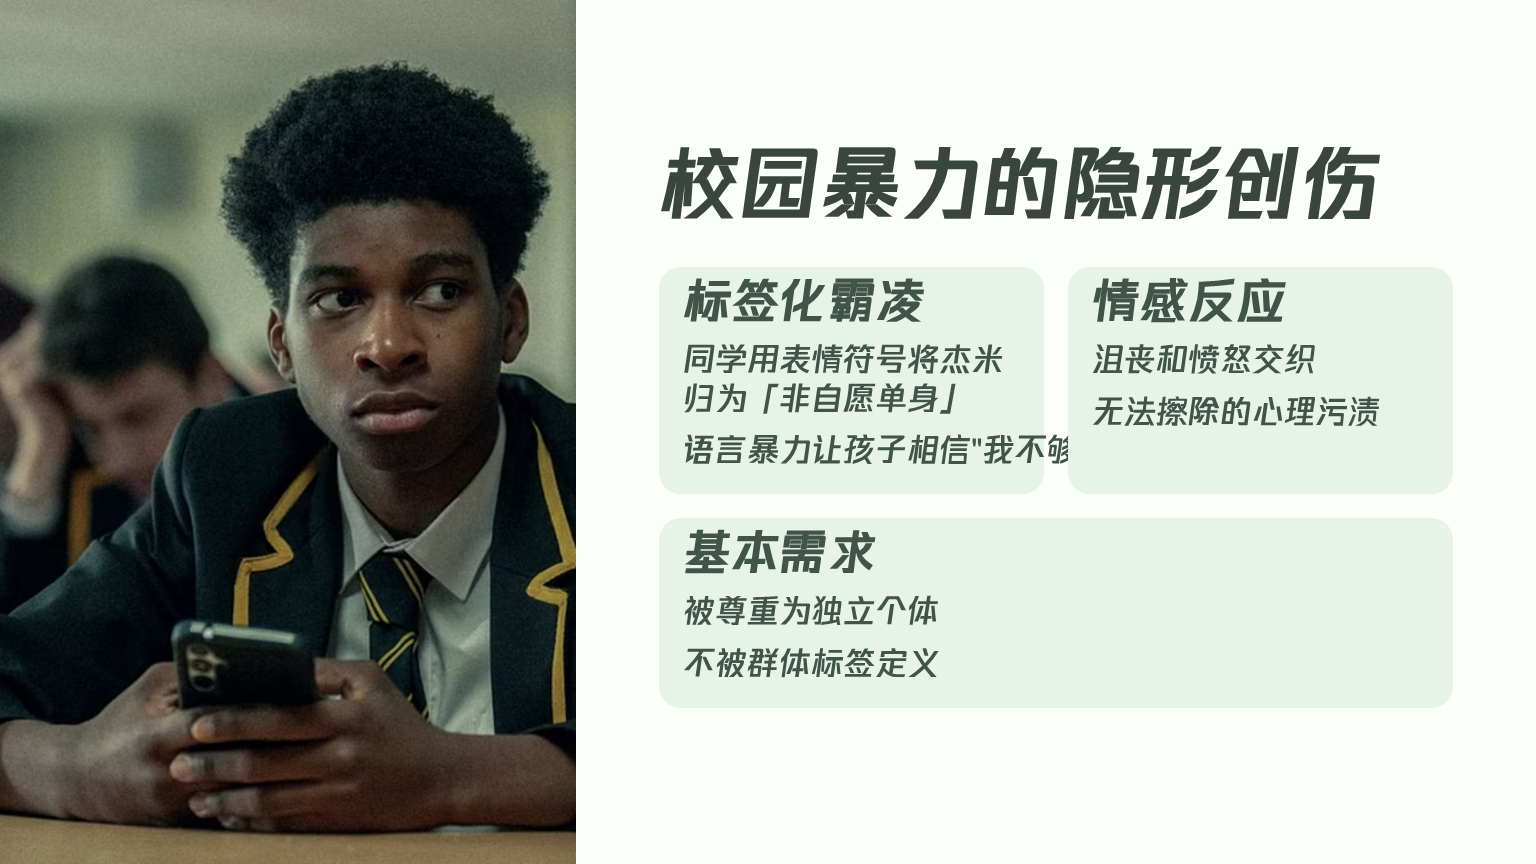 校园暴力的隐形创伤
标签化霸凌
同学用表情符号将杰米
归为「非自愿单身」
语言暴力让孩子相信"我不够
情感反应
沮丧和愤怒交织
无法擦除的心理污渍
基本需求
被尊重为独立个体
不被群体标签定义